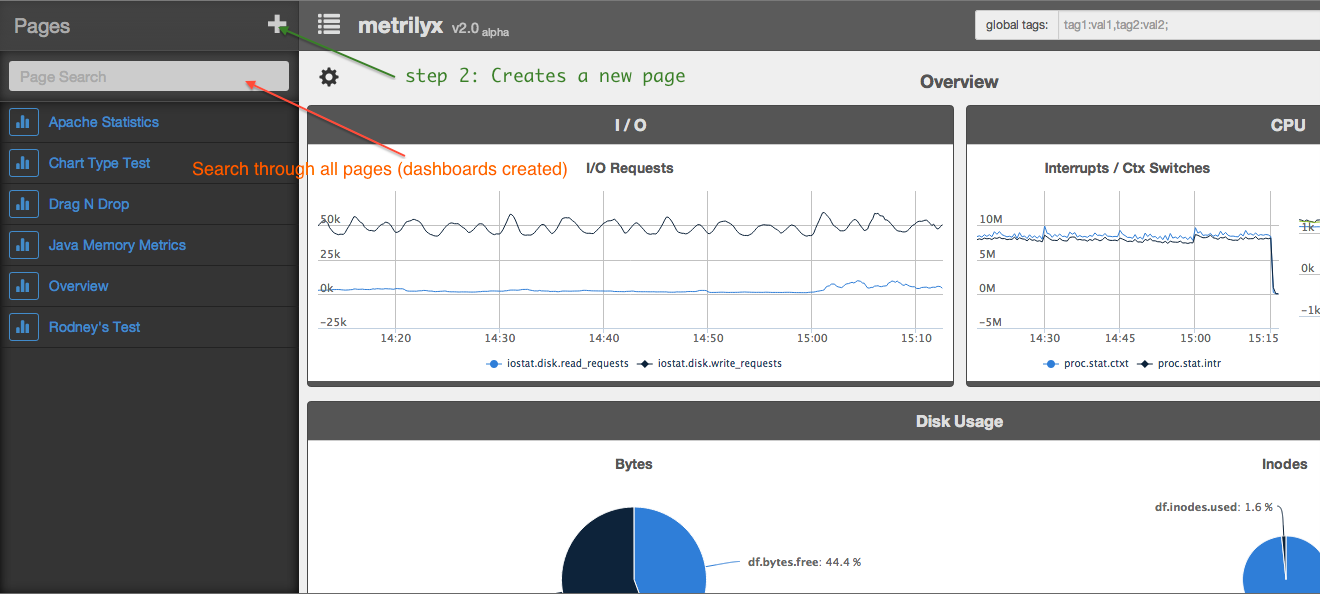 Pages
metrilyx v2.0 alpha
global tags: tag1:val1,tag2:val2;
Page Search
step 2: Creates a new page
Overview
Apache Statistics
Chart Type Test
Drag N Drop
Java Memory Metrics
Overview
Rodney's Test
Search through all pages (dashboards created)
I / O
I/O Requests
50k
25k
0k
-25k
14:20 14:30 14:40 14:50 15:00 15:10
iostat.disk.read_requests iostat.disk.write_requests
CPU
Interrupts / Ctx Switches
10M
5M
0M
-5M
14:30 14:45 15:00 15:15
proc.stat.ctxt proc.stat.intr
1k
0k
-1k
Disk Usage
Bytes
df.bytes.free: 44.4 %
Inodes
df.inodes.used: 1.6 %